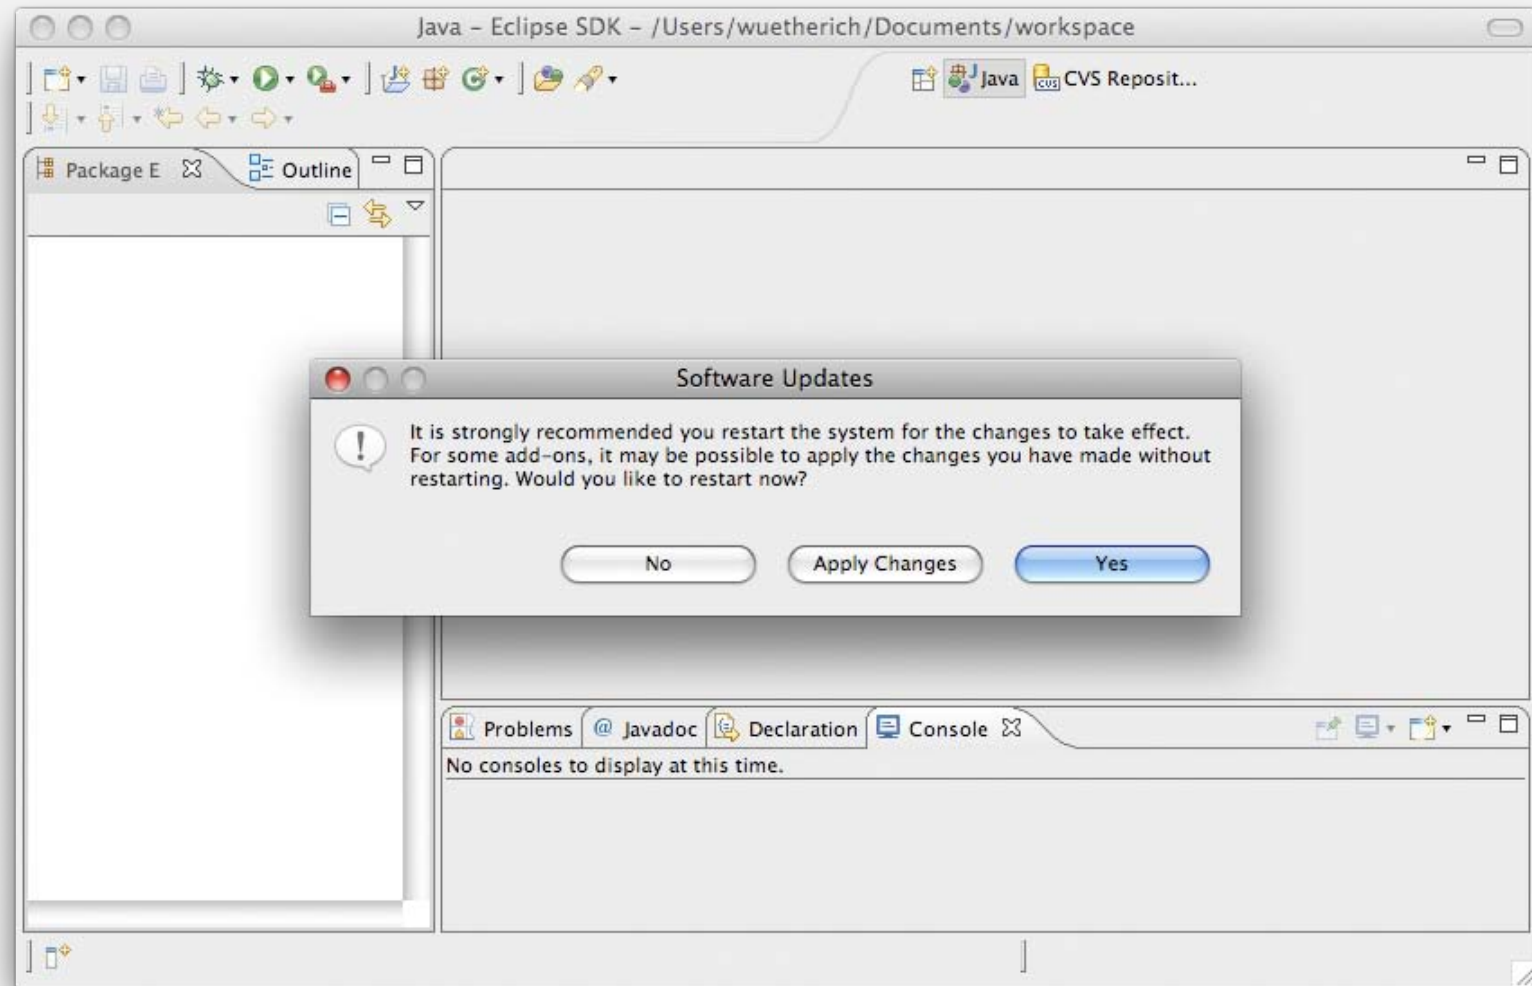 Java – Eclipse SDK – /Users/wuetherich/Documents/workspace
Java CVS Reposit...
Package E Outline
Software Updates
It is strongly recommended you restart the system for the changes to take effect.
For some add-ons, it may be possible to apply the changes you have made without
restarting. Would you like to restart now?
No Apply Changes Yes
Problems @ Javadoc Declaration Console
No consoles to display at this time.